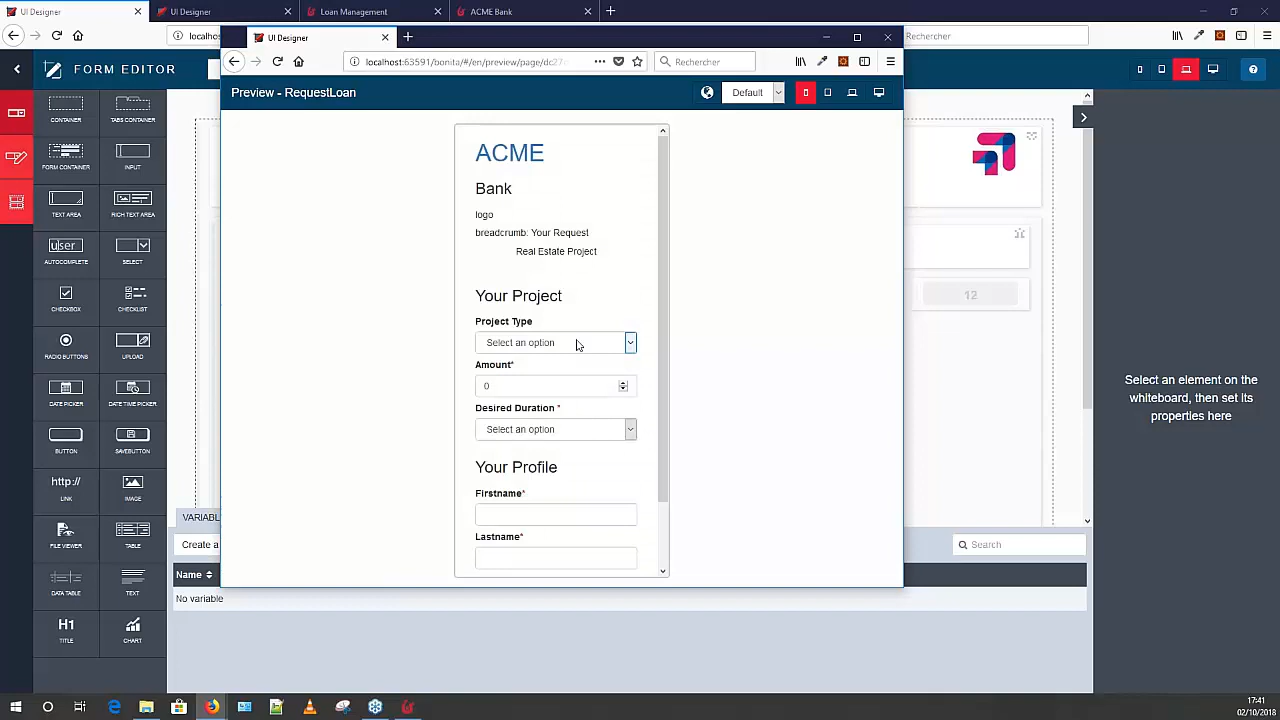 UI Designer
UI Designer
Loan Management
ACME Bank
localhos
Rechercher
FORM EDITOR
UI Designer
localhost:63591/bonita/#/en/preview/page/dc27
Rechercher
Preview - RequestLoan
Default
CONTAINER
TABS CONTAINER
FORM CONTAINER
INPUT
TEXT AREA
RICH TEXT AREA
user
AUTOCOMPLETE
SELECT
CHECKBOX
CHECKLIST
RADIO BUTTONS
UPLOAD
DATE PICKER
DATE TIME PICKER
BUTTON
SAVEBUTTON
http://
LINK
IMAGE
FILE VIEWER
TABLE
DATA TABLE
TEXT
H1
TITLE
CHART
ACME
Bank
logo
breadcrumb: Your Request
Real Estate Project
Your Project
Project Type
Select an option
Amount*
0
Desired Duration *
Select an option
Your Profile
Firstname*
Lastname*
12
Select an element on the
whiteboard, then set its
properties here
VARIABL
Create a
Search
Name
No variable
17:41
02/10/2018